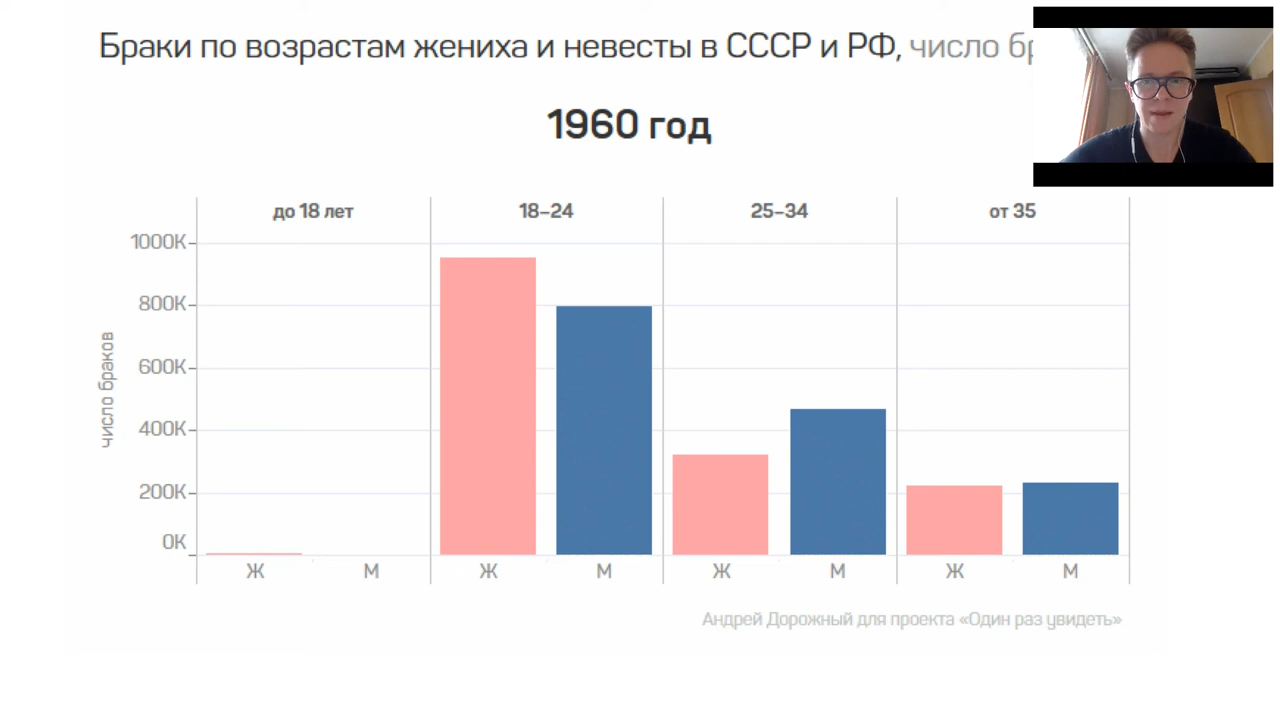 Браки по возрастам жениха и невесты в СССР и РФ, число
1960 год
до 18 лет 18–24 25–34 от 35
1000K
800K
600K
400K
200K
0K
число браков
Ж М Ж М Ж М Ж М
Андрей Дорожный для проекта «Один раз увидеть»